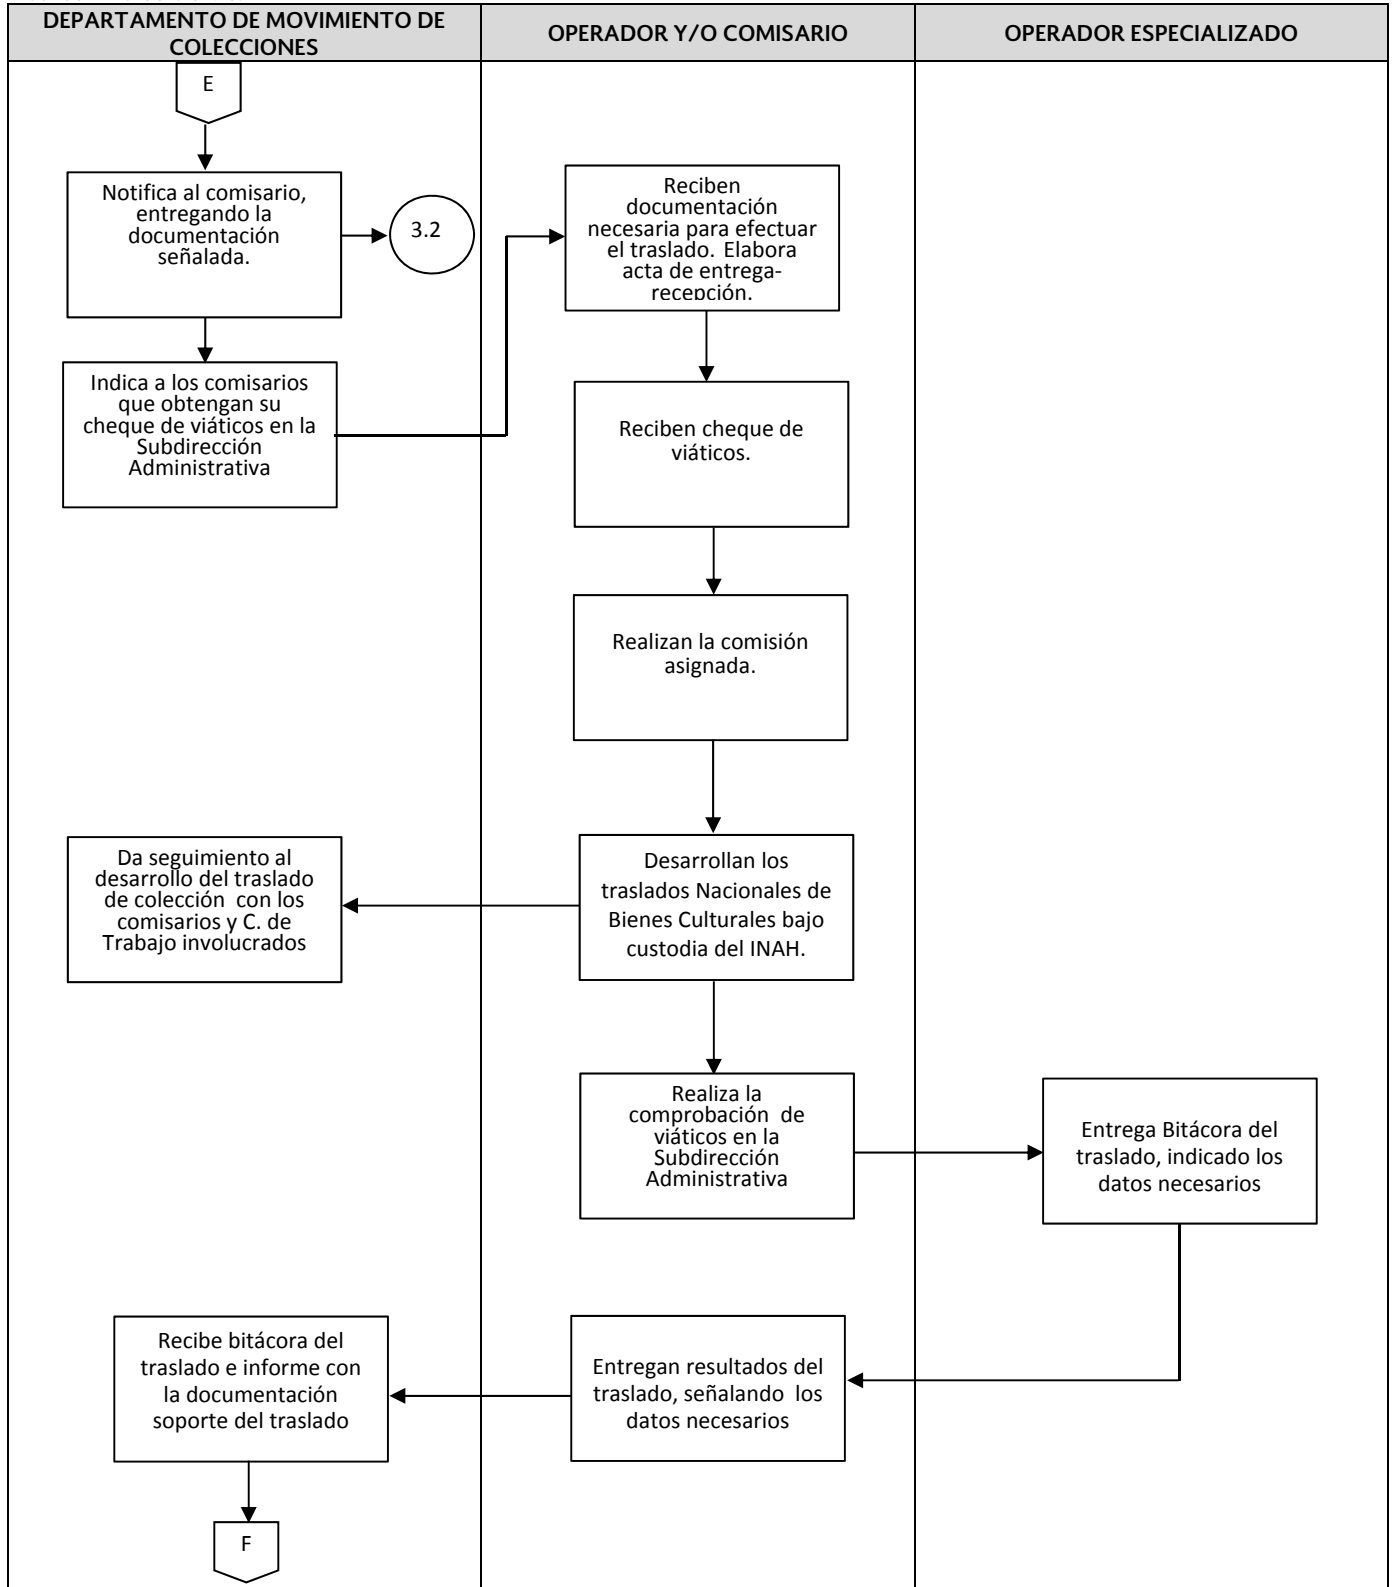 DEPARTAMENTO DE MOVIMIENTO DE
COLECCIONES
OPERADOR Y/O COMISARIO
OPERADOR ESPECIALIZADO
E
Notifica al comisario,
entregando la
documentación
señalada.
3.2
Reciben
documentación
necesaria para efectuar
el traslado. Elabora
acta de entrega-
recepción.
Indica a los comisarios
que obtengan su
cheque de viáticos en la
Subdirección
Administrativa
Reciben cheque de
viáticos.
Realizan la comisión
asignada.
Desarrollan los
traslados Nacionales de
Bienes Culturales bajo
custodia del INAH.
Da seguimiento al
desarrollo del traslado
de colección con los
comisarios y C. de
Trabajo involucrados
Realiza la
comprobación de
viáticos en la
Subdirección
Administrativa
Entrega Bitácora del
traslado, indicado los
datos necesarios
Entregan resultados del
traslado, señalando los
datos necesarios
Recibe bitácora del
traslado e informe con
la documentación
soporte del traslado
F